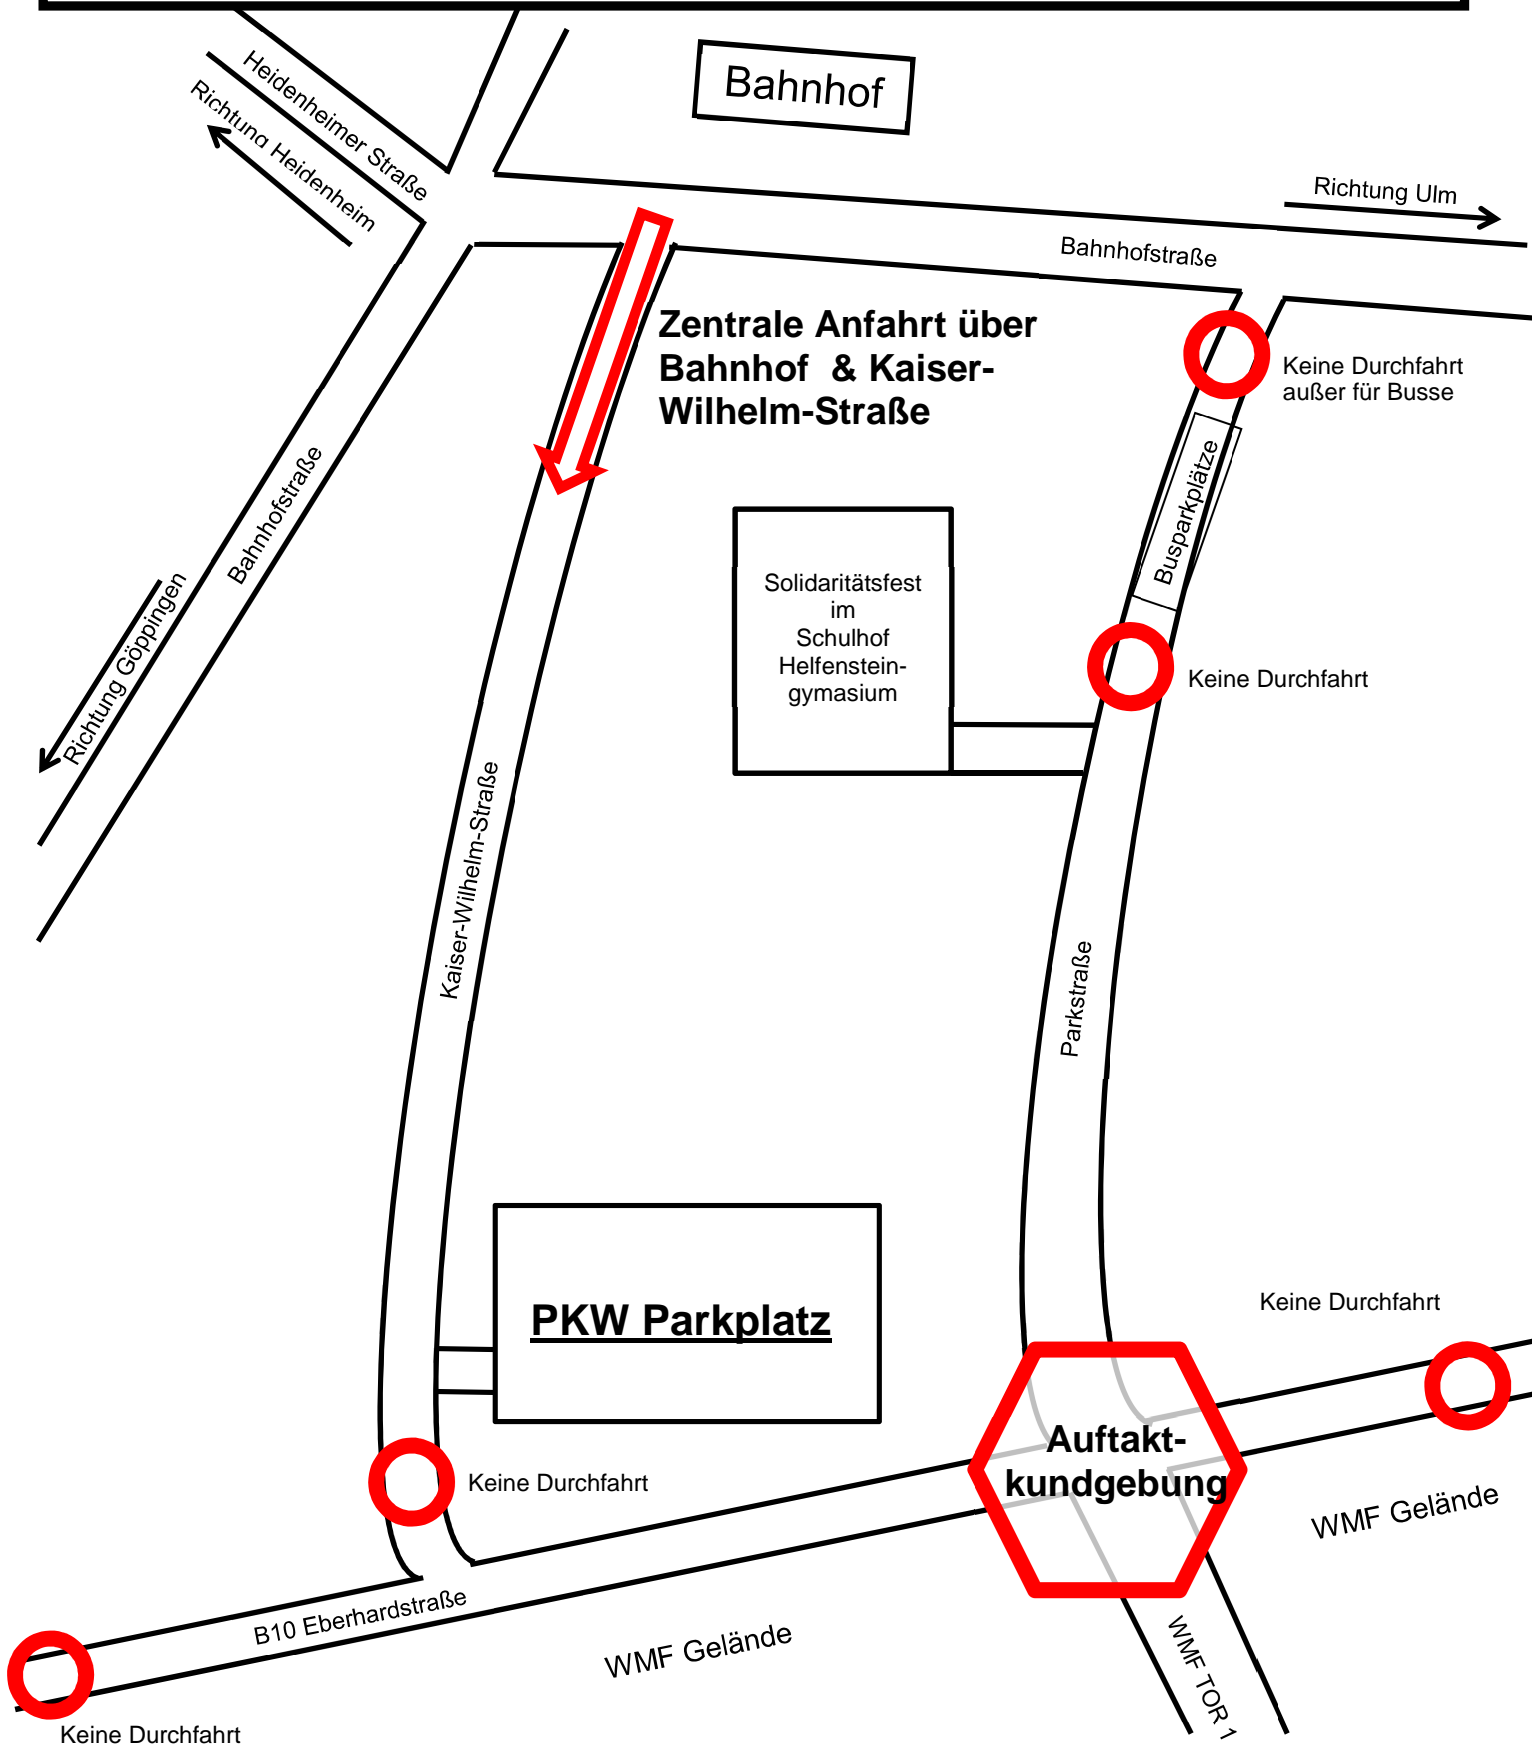 Bahnhof
Heidenheimer Straße
Richtung Heidenheim
Richtung Ulm
Bahnhofstraße
Zentrale Anfahrt über
Bahnhof & Kaiser-
Wilhelm-Straße
Keine Durchfahrt
außer für Busse
Busparkplätze
Bahnhofstraße
Richtung Göppingen
Solidaritätsfest
im
Schulhof
Helfenstein-
gymasium
Keine Durchfahrt
Kaiser-Wilhelm-Straße
Parkstraße
PKW Parkplatz
Keine Durchfahrt
Auftakt-
kundgebung
Keine Durchfahrt
WMF Gelände
B10 Eberhardstraße
WMF Gelände
WMF TOR 1
Keine Durchfahrt